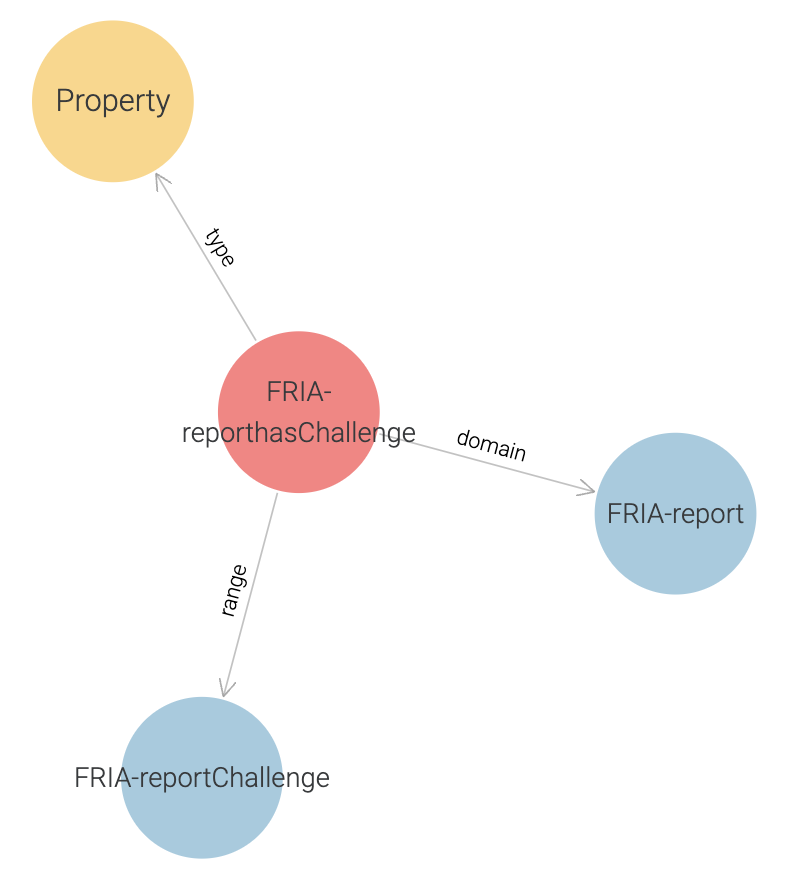 Property
type
FRIA-
reporthasChallenge
domain
FRIA-report
range
FRIA-reportChallenge